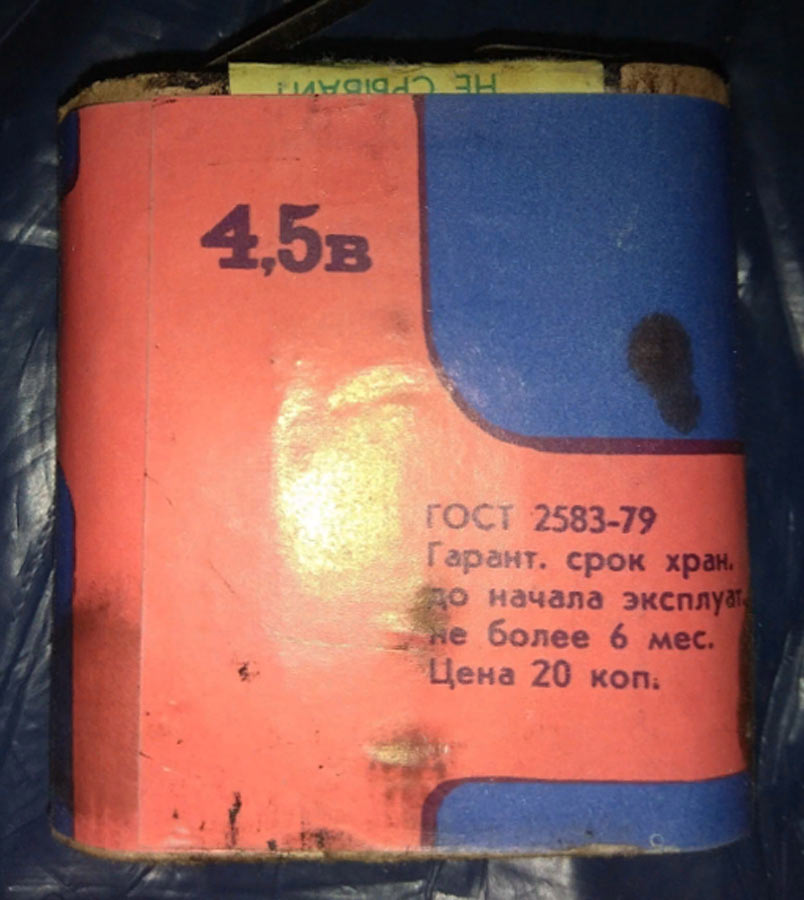 НЕ СРЫВАЙ!
4,5в
ГОСТ 2583-79
Гарант. срок хран.
до начала эксплуат.
не более 6 мес.
Цена 20 коп.